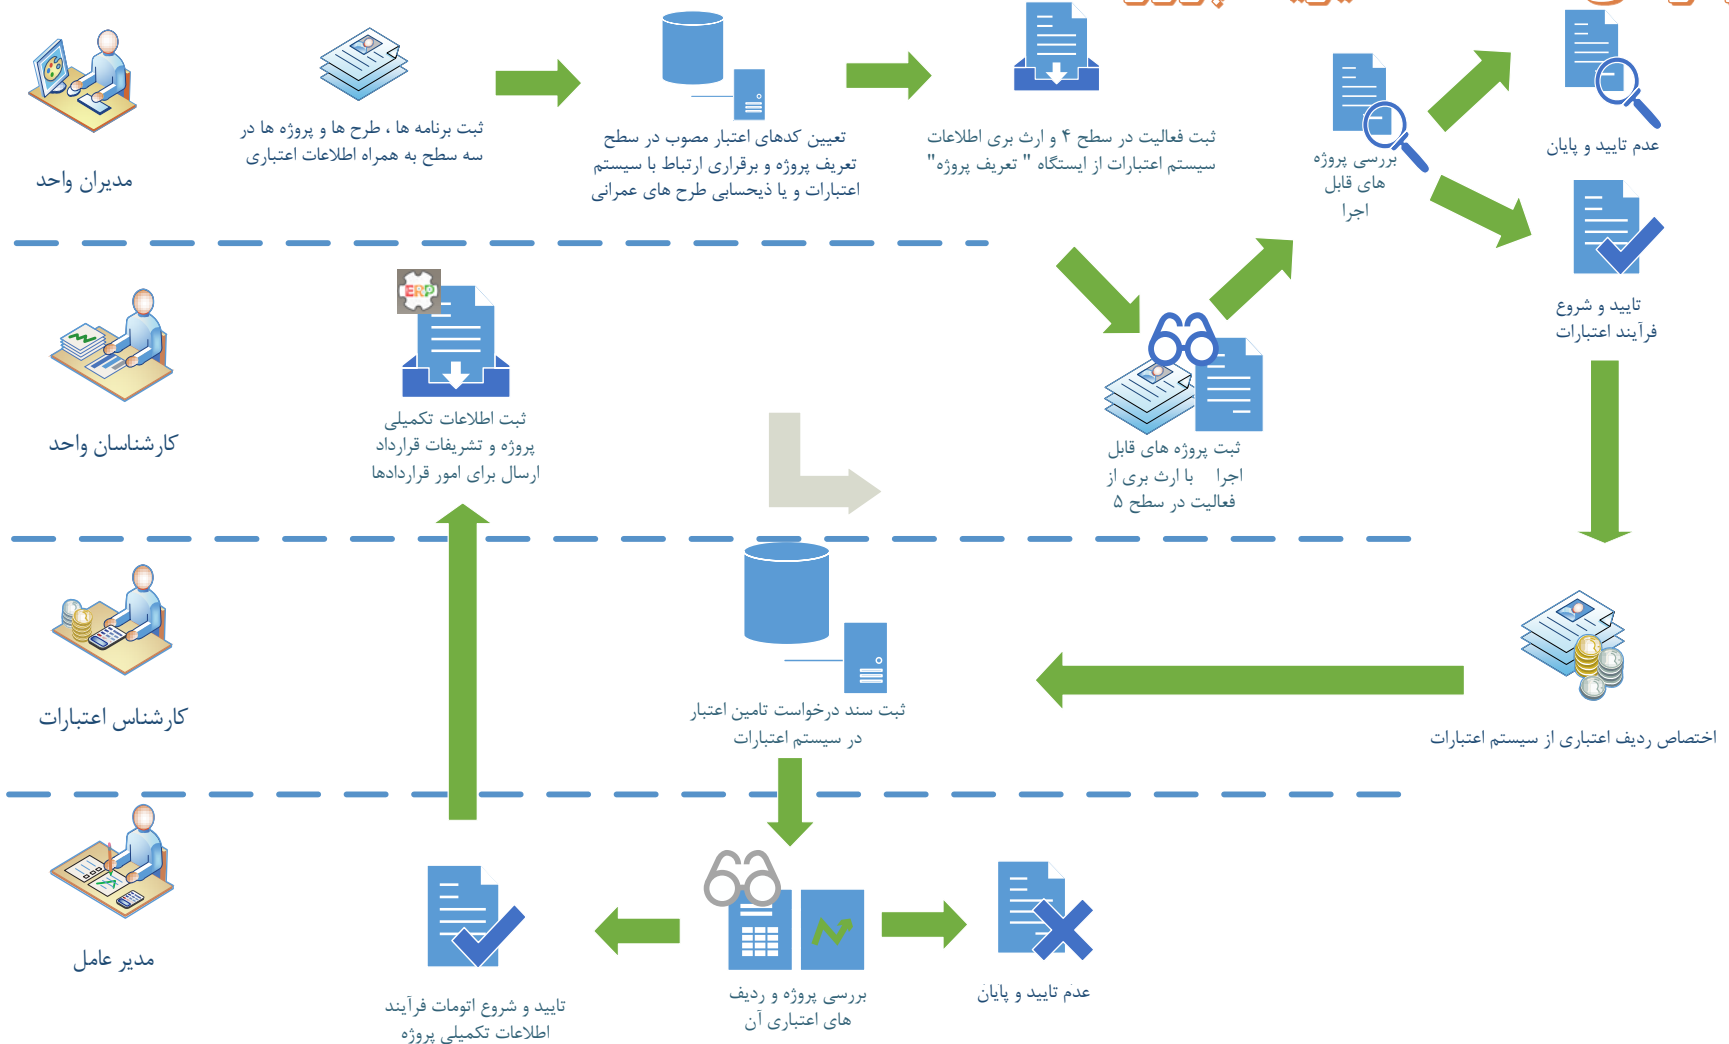 مدیران واحد
ثبت برنامه ها ، طرح ها و پروژه ها در
سه سطح به همراه اطلاعات اعتباری
تعیین کدهای اعتبار مصوب در سطح
تعریف پروژه و برقراری ارتباط با سیستم
اعتبارات و یا ذیحسابی طرح های عمرانی
ثبت فعالیت در سطح ۴ و ارث بری اطلاعات
سیستم اعتبارات از ایستگاه " تعریف پروژه"
بررسی پروژه
های قابل
اجرا
عدم تایید و پایان
تایید و شروع
فرآیند اعتبارات
کارشناسان واحد
ERP
ثبت اطلاعات تکمیلی
پروژه و تشریفات قرارداد
ارسال برای امور قراردادها
ثبت پروژه های قابل
اجرا با ارث بری از
فعالیت در سطح ۵
کارشناس اعتبارات
ثبت سند درخواست تامین اعتبار
در سیستم اعتبارات
اختصاص ردیف اعتباری از سیستم اعتبارات
مدیر عامل
تایید و شروع اتومات فرآیند
اطلاعات تکمیلی پروژه
بررسی پروژه و ردیف
های اعتباری آن
عدم تایید و پایان